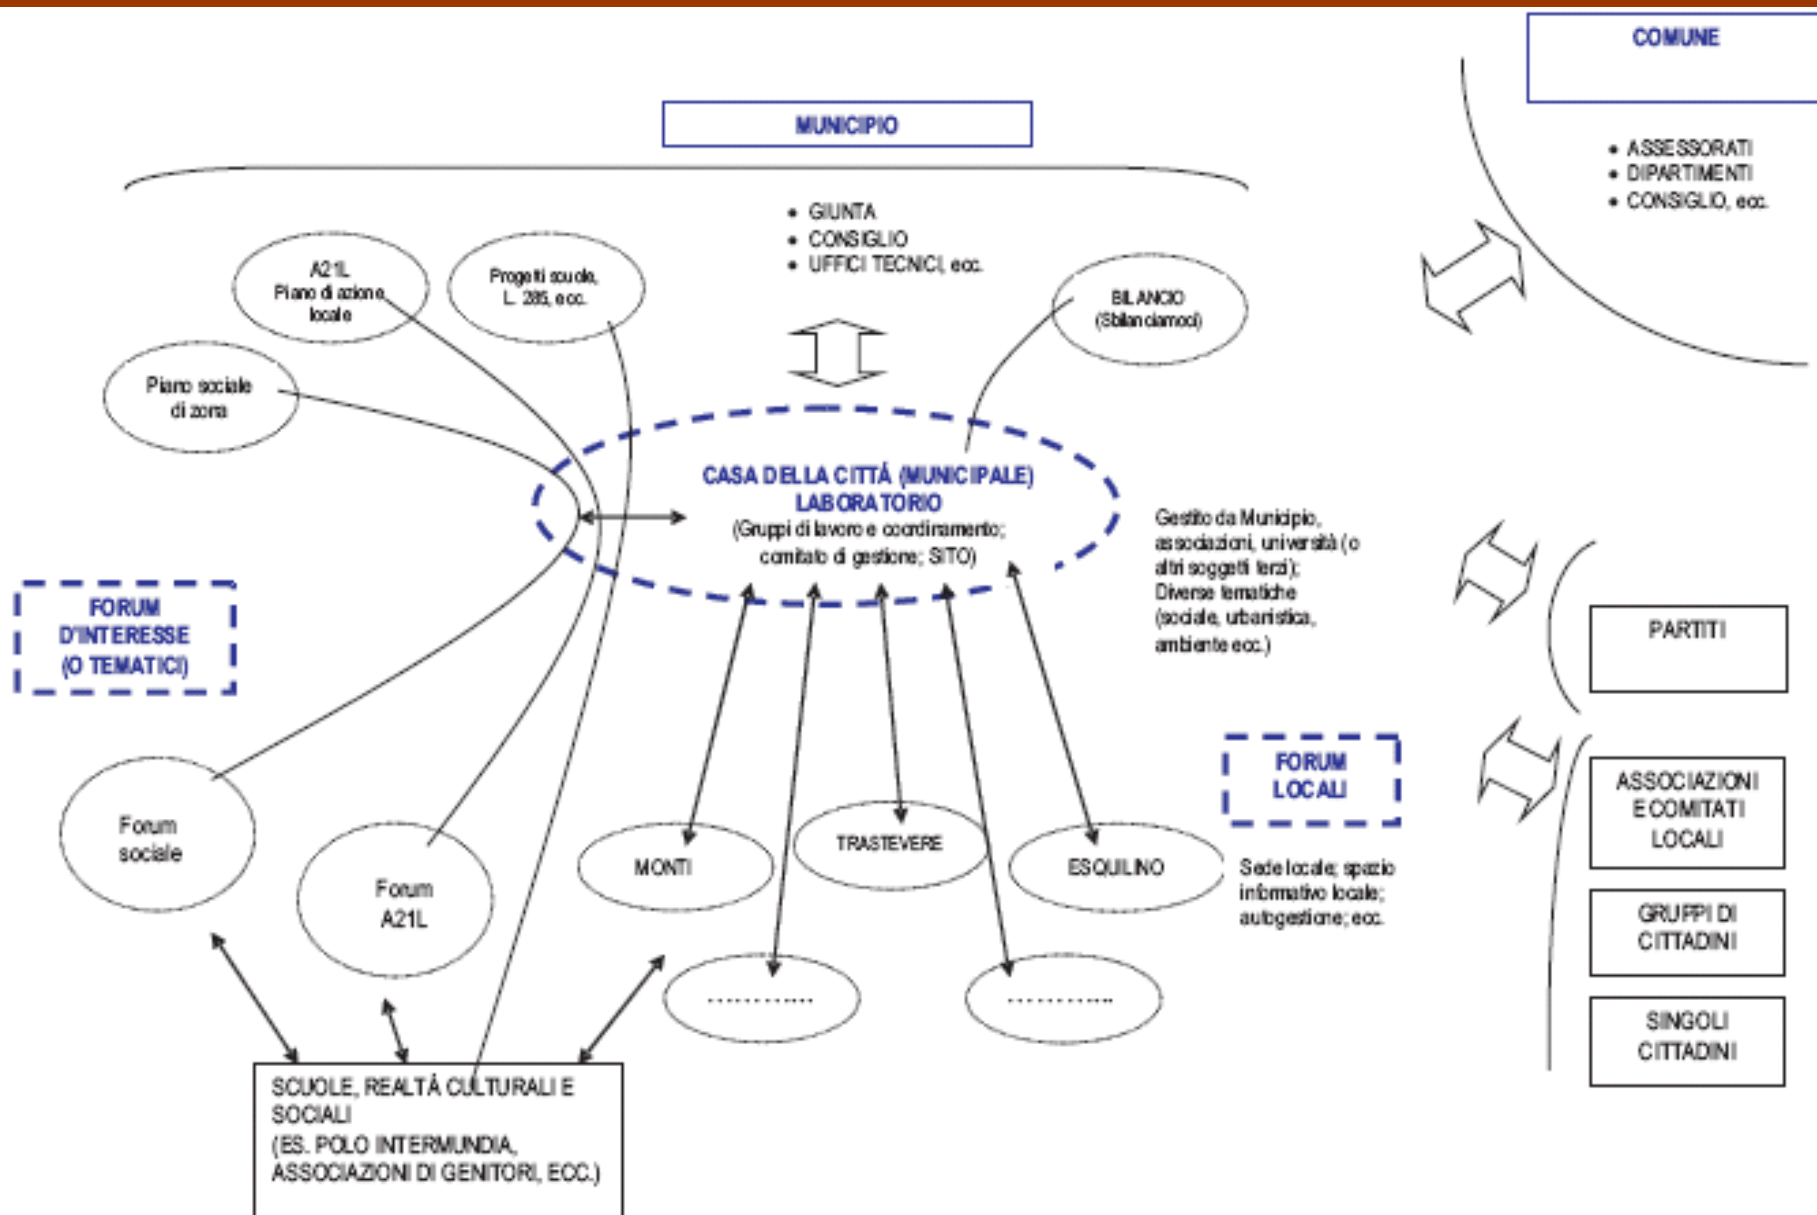 COMUNE
• ASSESSORATI
• DIPARTIMENTI
• CONSIGLIO, ecc.
MUNICIPIO
• GIUNTA
• CONSIGLIO
• UFFICI TECNICI, ecc.
A21L
Piano di azione
locale
Progetti scuole,
L. 285, ecc.
BILANCIO
(Sbilanciamoci)
Piano sociale
di zona
CASA DELLA CITTÁ (MUNICIPALE)
LABORATORIO
(Gruppi di lavoro e coordinamento;
comitato di gestione; SITO)
Gestito da Municipio,
associazioni, università (o
altri soggetti terzi);
Diverse tematiche
(sociale, urbanistica,
ambiente ecc.)
FORUM
D'INTERESSE
(O TEMATICI)
PARTITI
FORUM
LOCALI
ASSOCIAZIONI
E COMITATI
LOCALI
Forum
sociale
Forum
A21L
MONTI
TRASTEVERE
ESQUILINO
Sede locale; spazio
informativo locale;
autogestione; ecc.
GRUPPI DI
CITTADINI
............
............
SINGOLI
CITTADINI
SCUOLE, REALTÁ CULTURALI E
SOCIALI
(ES. POLO INTERMUNDIA,
ASSOCIAZIONI DI GENITORI, ECC.)